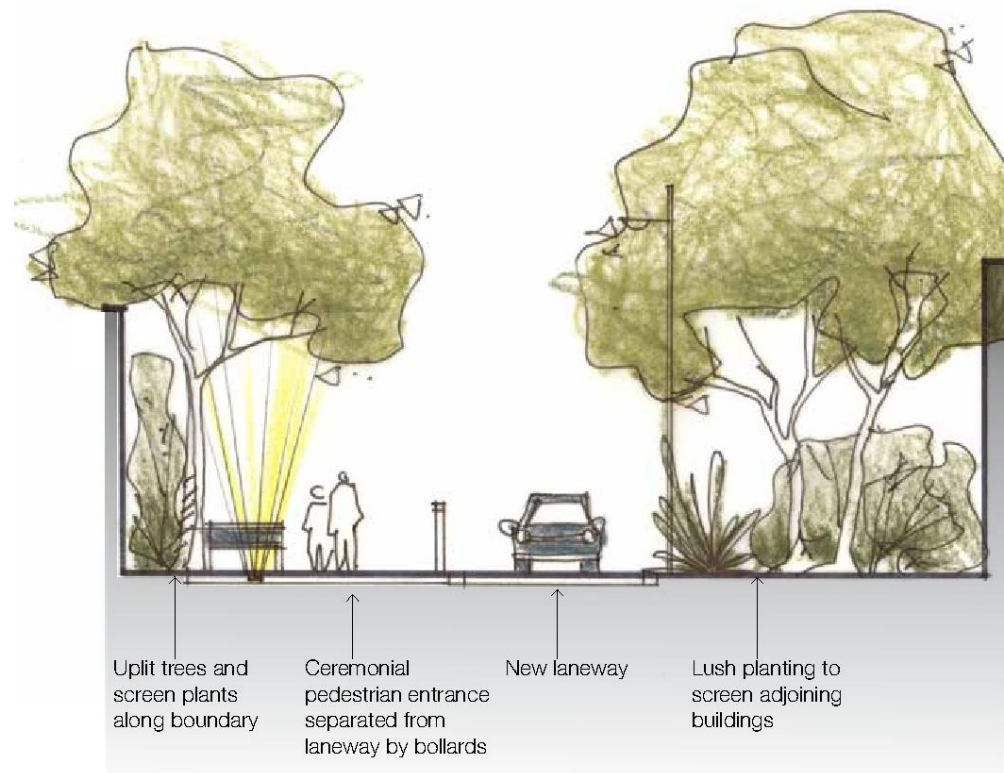 Uplit trees and
screen plants
along boundary
Ceremonial
pedestrian entrance
separated from
laneway by bollards
New laneway
Lush planting to
screen adjoining
buildings